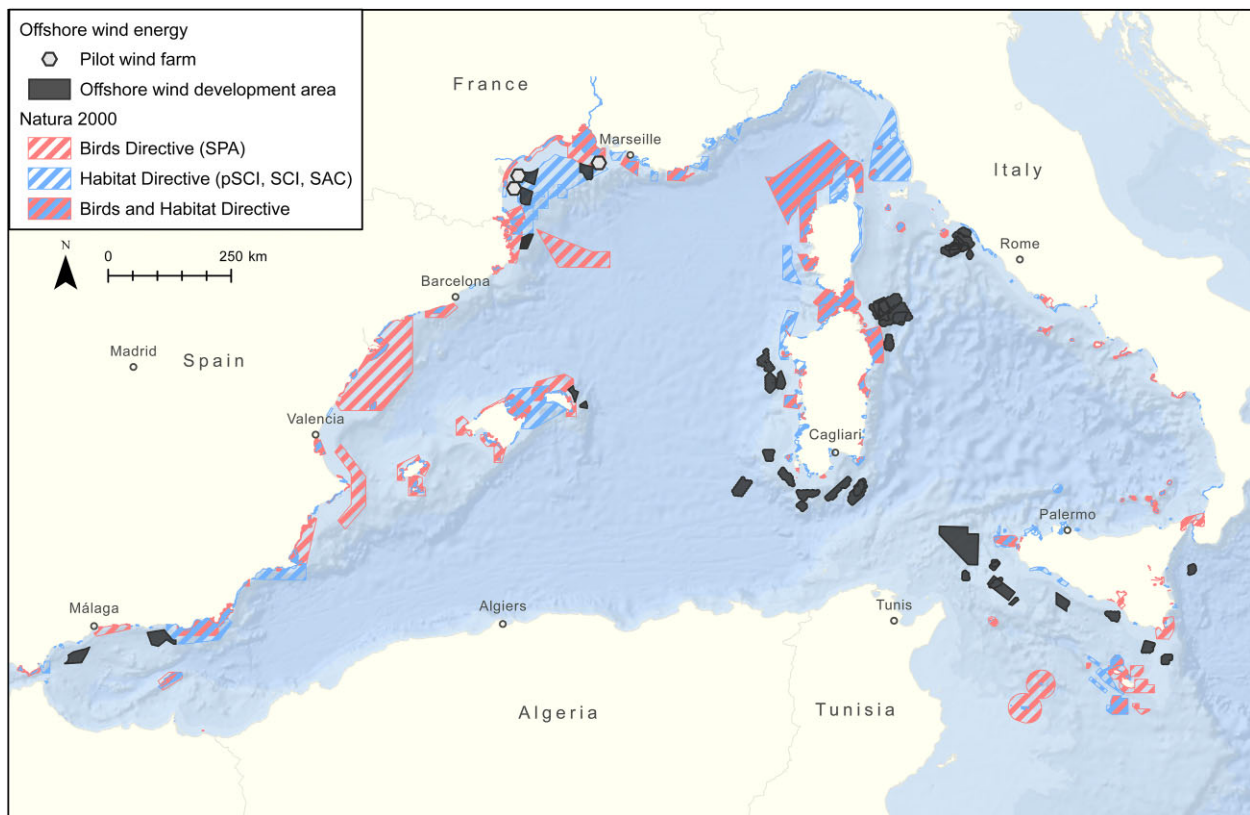 Offshore wind energy
Pilot wind farm
Offshore wind development area
Natura 2000
Birds Directive (SPA)
Habitat Directive (pSCI, SCI, SAC)
Birds and Habitat Directive
N
0 250 km
France
Marseille
Italy
Rome
Barcelona
Madrid
Spain
Valencia
Cagliari
Palermo
Málaga
Algiers
Tunis
Algeria
Tunisia